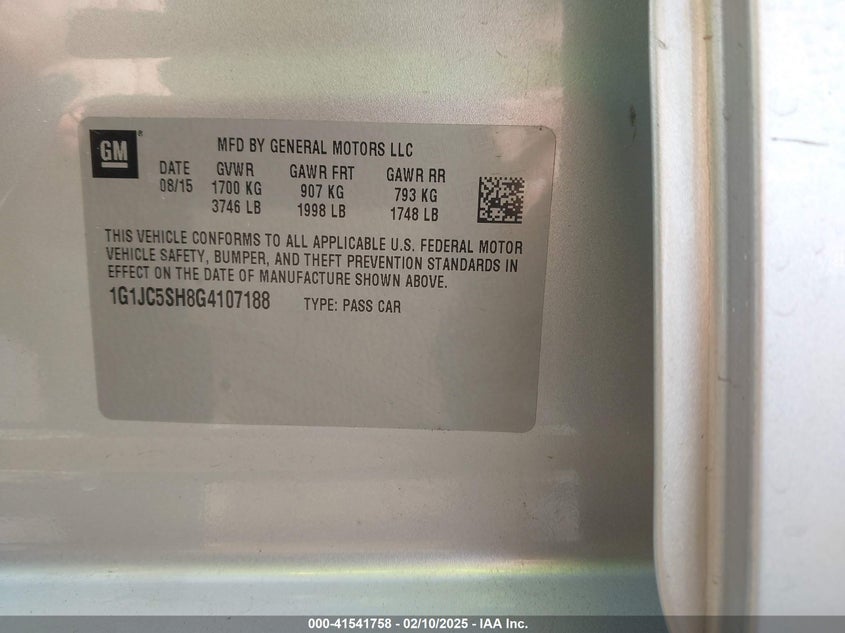 GM®
MFD BY GENERAL MOTORS LLC
DATE GVWR GAWR FRT GAWR RR
08/15 1700 KG 907 KG 793 KG
3746 LB 1998 LB 1748 LB
THIS VEHICLE CONFORMS TO ALL APPLICABLE U.S. FEDERAL MOTOR
VEHICLE SAFETY, BUMPER, AND THEFT PREVENTION STANDARDS IN
EFFECT ON THE DATE OF MANUFACTURE SHOWN ABOVE.
1G1JC5SH8G4107188 TYPE: PASS CAR
000-41541758 - 02/10/2025 - IAA Inc.